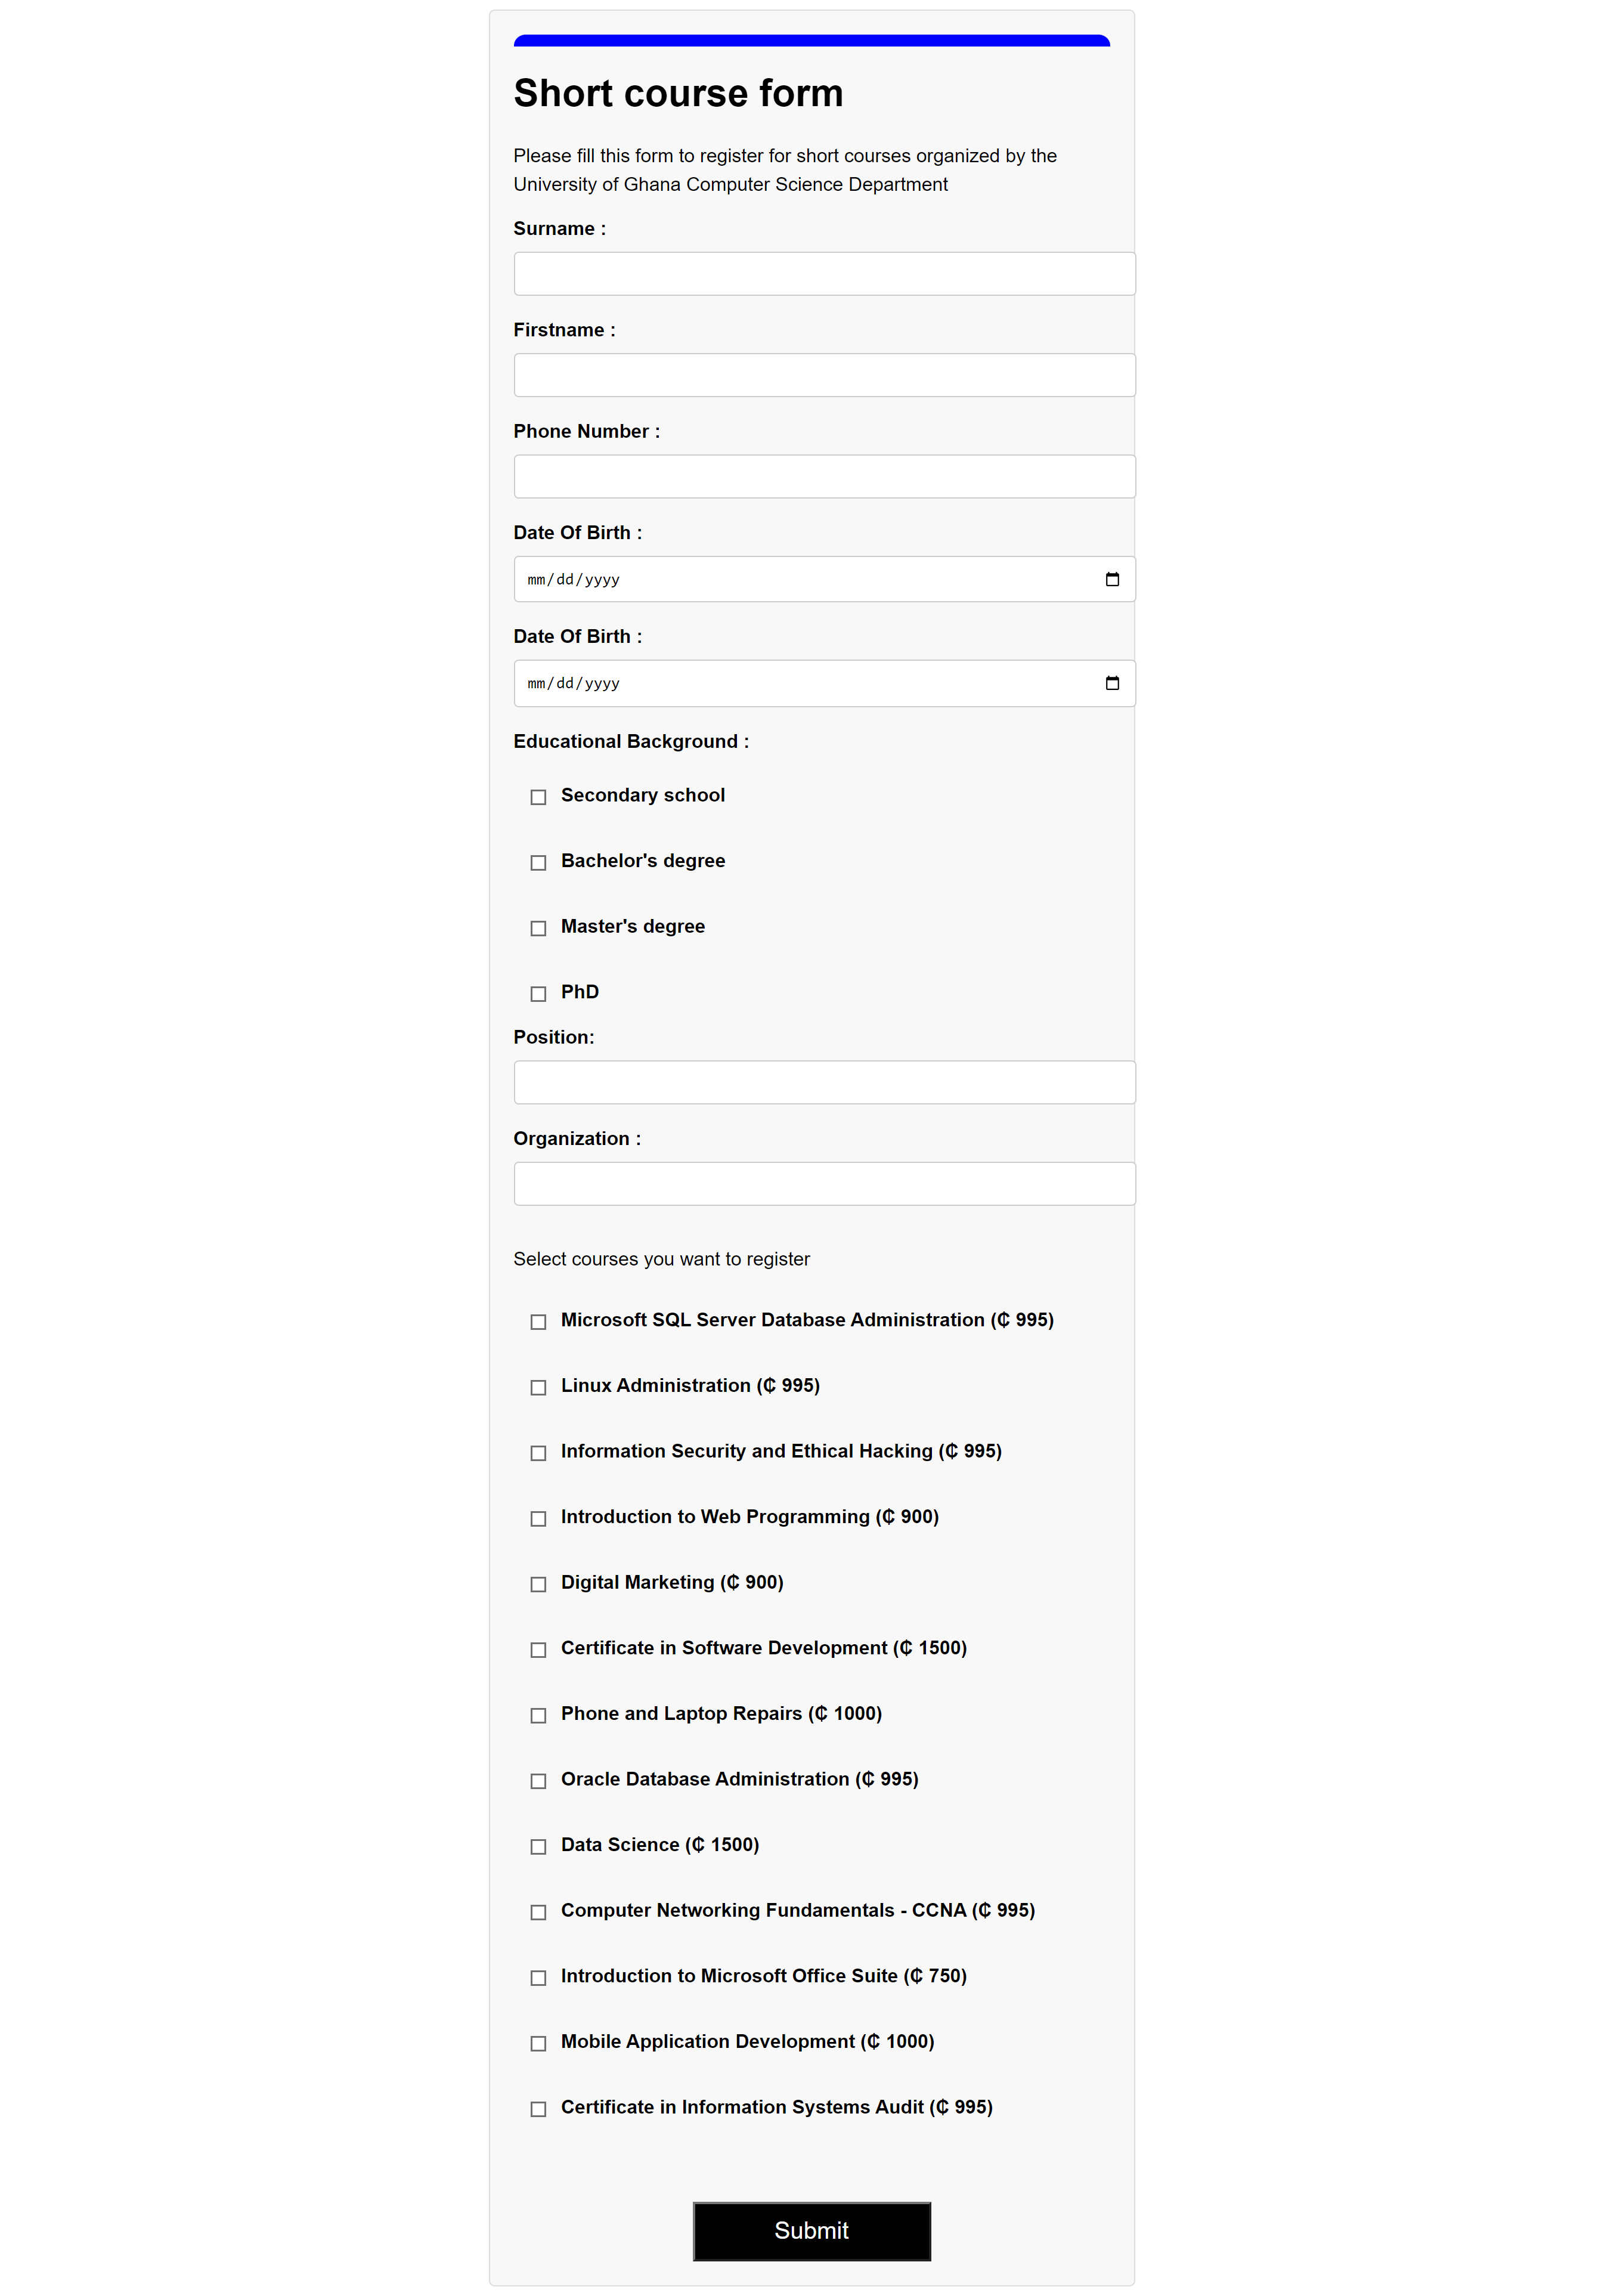 Short course form
Please fill this form to register for short courses organized by the
University of Ghana Computer Science Department
Surname :
Firstname :
Phone Number :
Date Of Birth :
mm/dd/yyyy
Date Of Birth :
mm/dd/yyyy
Educational Background :
Secondary school
Bachelor's degree
Master's degree
PhD
Position:
Organization :
Select courses you want to register
Microsoft SQL Server Database Administration (₵ 995)
Linux Administration (₵ 995)
Information Security and Ethical Hacking (₵ 995)
Introduction to Web Programming (₵ 900)
Digital Marketing (₵ 900)
Certificate in Software Development (₵ 1500)
Phone and Laptop Repairs (₵ 1000)
Oracle Database Administration (₵ 995)
Data Science (₵ 1500)
Computer Networking Fundamentals - CCNA (₵ 995)
Introduction to Microsoft Office Suite (₵ 750)
Mobile Application Development (₵ 1000)
Certificate in Information Systems Audit (₵ 995)
Submit